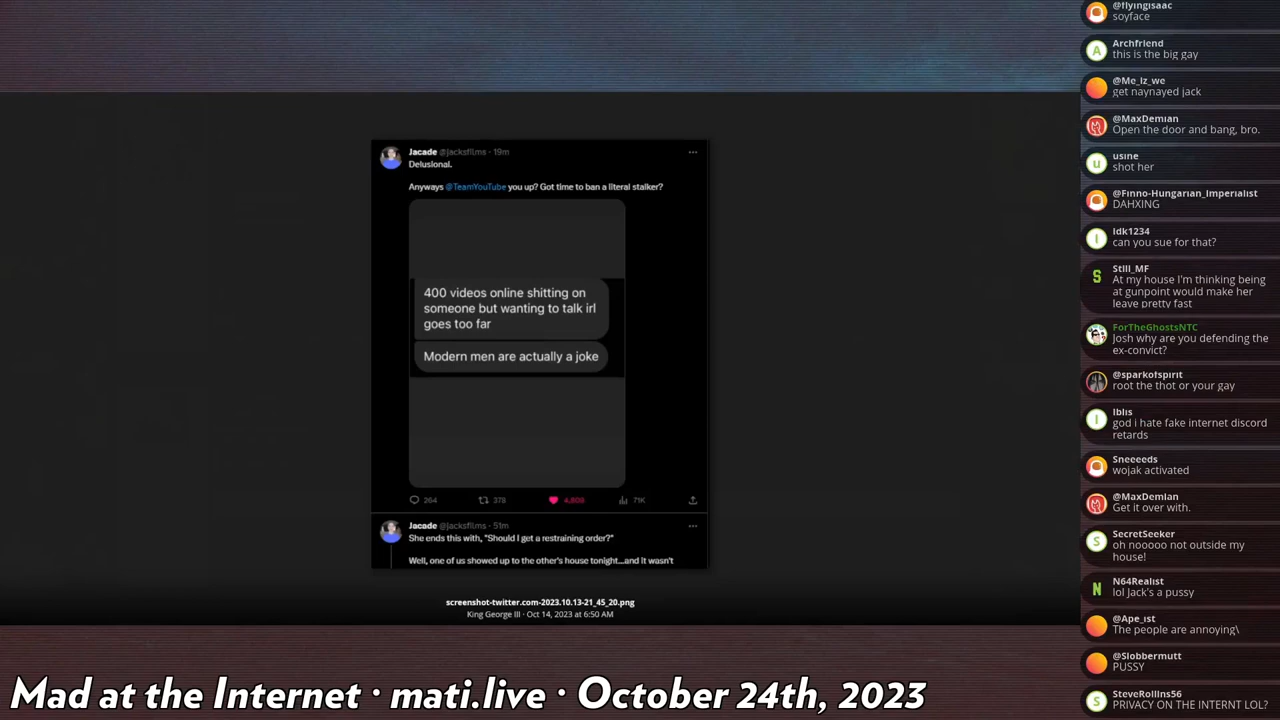 Jacade @jacksfilms · 19m
Delusional.
Anyways @TeamYouTube you up? Got time to ban a literal stalker?
400 videos online shitting on
someone but wanting to talk irl
goes too far
Modern men are actually a joke
264 378 4,606 71K
Jacade @jacksfilms · 51m
She ends this with, "Should I get a restraining order?"
Well, one of us showed up to the other's house tonight...and it wasn't
screenshot-twitter.com-2023.10.13-21_45_20.png
King George III · Oct 14, 2023 at 6:50 AM
Mad at the Internet · mati.live · October 24th, 2023
@flyingisaac
soyface
Archfriend
this is the big gay
@Me_Iz_we
get naynayed jack
@MaxDemian
Open the door and bang, bro.
usine
shot her
@Finno-Hungarian_Imperialist
DAHXING
idk1234
can you sue for that?
Still_MF
At my house I'm thinking being
at gunpoint would make her
leave pretty fast
ForTheGhostsNTC
Josh why are you defending the
ex-convict?
@sparkofspirit
root the thot or your gay
Iblis
god i hate fake internet discord
retards
Sneeeeds
wojak activated
@MaxDemian
Get it over with.
SecretSeeker
oh nooooo not outside my
house!
N64Realist
lol Jack's a pussy
@Ape_ist
The people are annoying\
@Slobbermutt
PUSSY
SteveRollins56
PRIVACY ON THE INTERNT LOL?